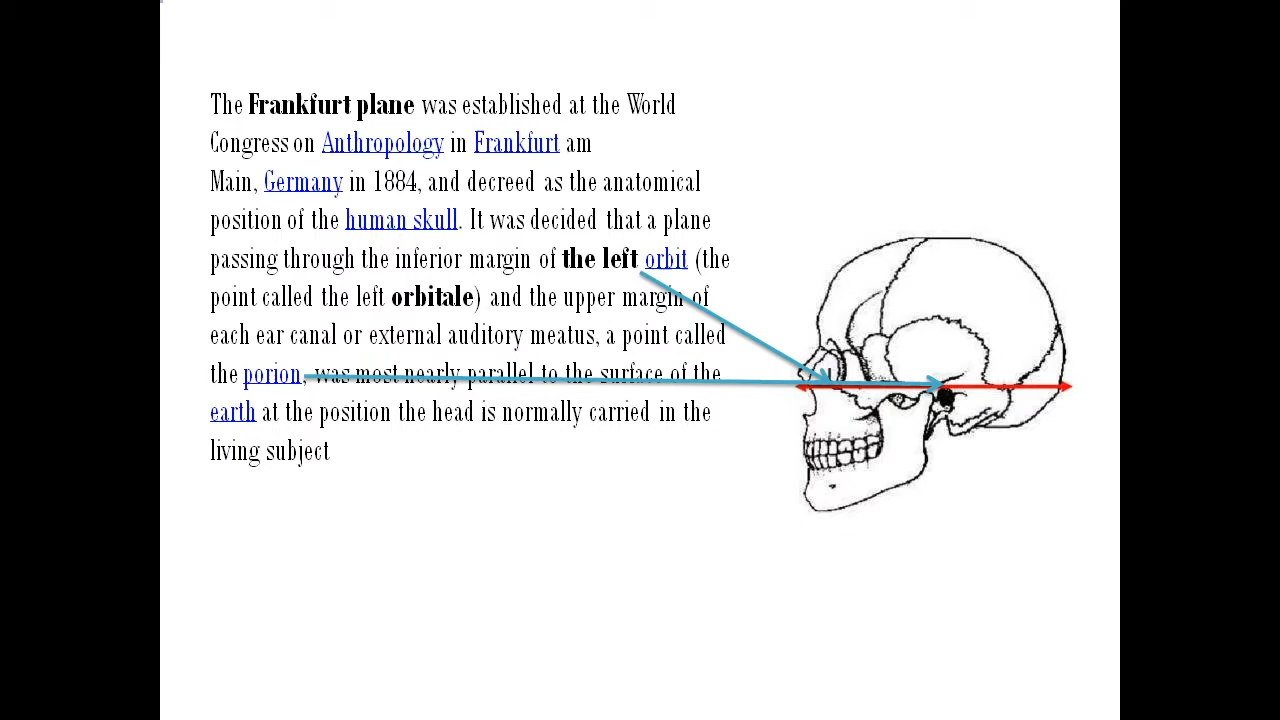 The Frankfurt plane was established at the World
Congress on Anthropology in Frankfurt am
Main, Germany in 1884, and decreed as the anatomical
position of the human skull. It was decided that a plane
passing through the inferior margin of the left orbit (the
point called the left orbitale) and the upper margin of
each ear canal or external auditory meatus, a point called
the porion, was most nearly parallel to the surface of the
earth at the position the head is normally carried in the
living subject